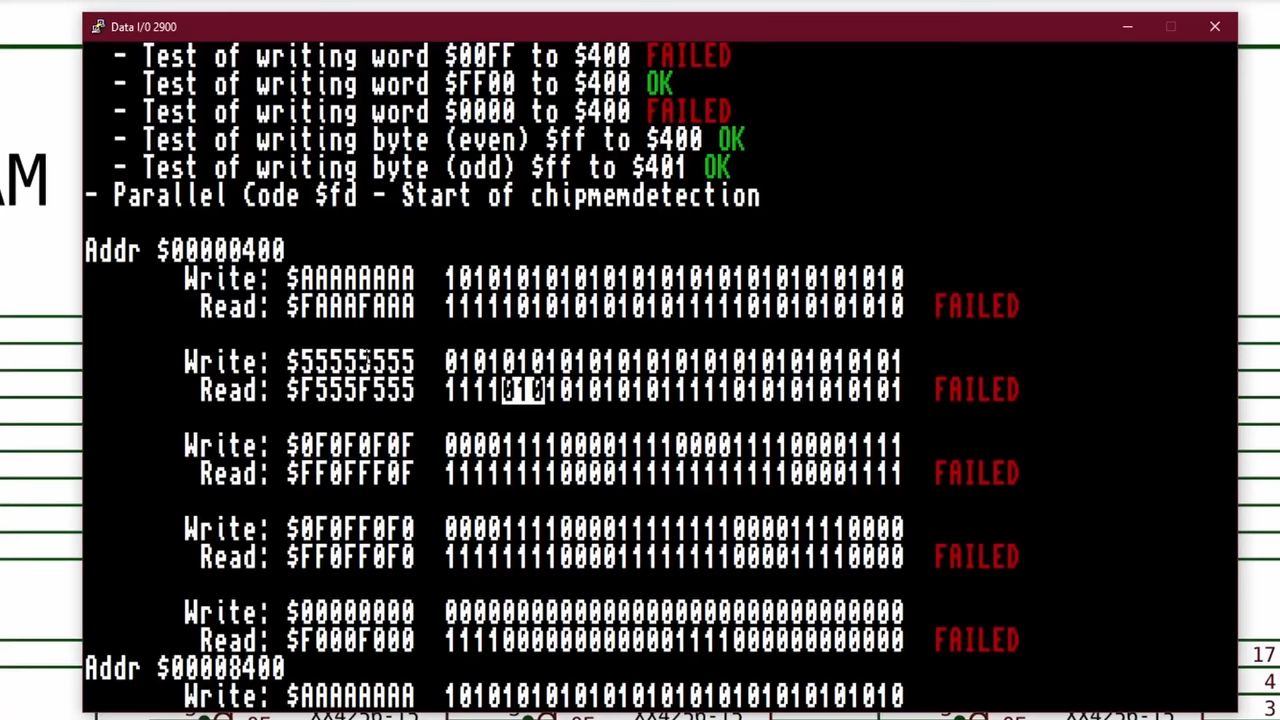 Data I/O 2900
- Test of writing word $00FF to $400 FAILED
- Test of writing word $FF00 to $400 OK
- Test of writing word $0000 to $400 FAILED
- Test of writing byte (even) $ff to $400 OK
- Test of writing byte (odd) $ff to $401 OK
- Parallel Code $fd - Start of chipmemdetection
AM
Addr $00000400
Write: $AAAAAAAA 10101010101010101010101010101010
Read: $FAAAFAAA 11111010101010101111101010101010 FAILED
Write: $55555555 01010101010101010101010101010101
Read: $F555F555 11110101010101011111010101010101 FAILED
Write: $0F0F0F0F 00001111000011110000111100001111
Read: $FF0FFF0F 11111111000011111111111100001111 FAILED
Write: $0F0FF0F0 00001111000011111111000011110000
Read: $FF0FF0F0 11111111000011111111000011110000 FAILED
Write: $00000000 00000000000000000000000000000000
Read: $F000F000 11110000000000001111000000000000 FAILED
Addr $00008400
Write: $AAAAAAAA 10101010101010101010101010101010
17
4
3